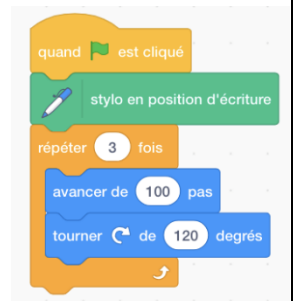 quand est cliqué
stylo en position d'écriture
répéter 3 fois
avancer de 100 pas
tourner de 120 degrés